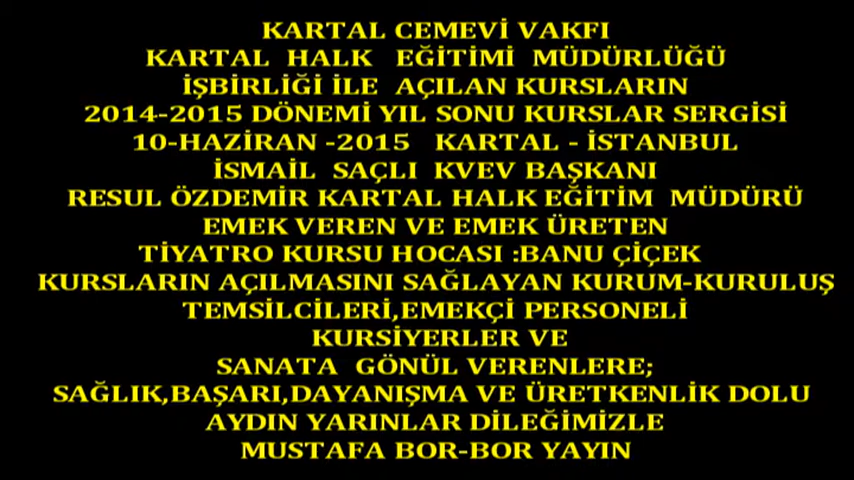 KARTAL CEMEVİ VAKFI
KARTAL HALK EĞİTİMİ MÜDÜRLÜĞÜ
İŞBİRLİĞİ İLE AÇILAN KURSLARIN
2014-2015 DÖNEMİ YIL SONU KURSLAR SERGİSİ
10-HAZİRAN -2015 KARTAL - İSTANBUL
İSMAİL SAÇLI KVEV BAŞKANI
RESUL ÖZDEMİR KARTAL HALK EĞİTİM MÜDÜRÜ
EMEK VEREN VE EMEK ÜRETEN
TİYATRO KURSU HOCASI :BANU ÇİÇEK
KURSLARIN AÇILMASINI SAĞLAYAN KURUM-KURULUŞ
TEMSİLCİLERİ,EMEKÇİ PERSONELİ
KURSİYERLER VE
SANATA GÖNÜL VERENLERE;
SAĞLIK,BAŞARI,DAYANIŞMA VE ÜRETKENLİK DOLU
AYDIN YARINLAR DİLEĞİMİZLE
MUSTAFA BOR-BOR YAYIN